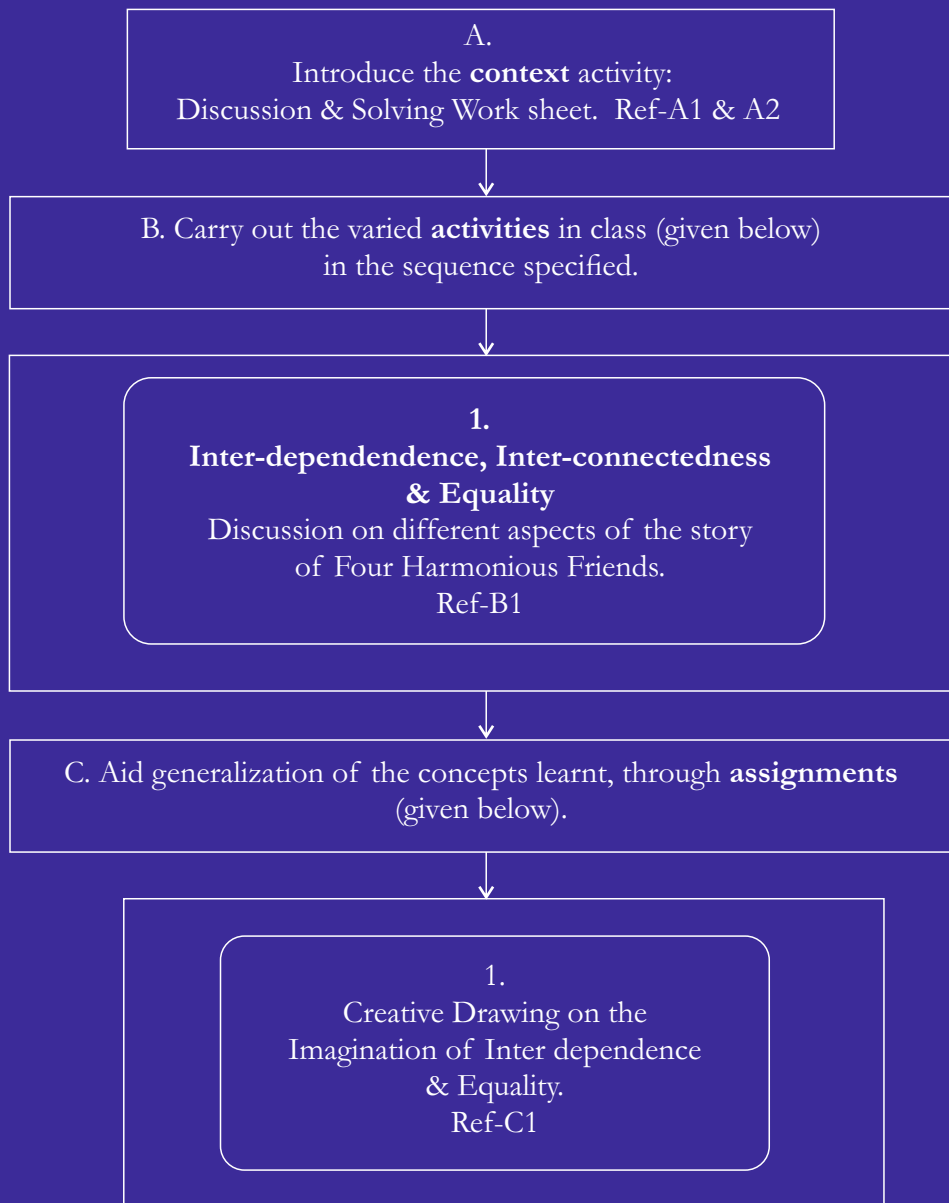 A.
Introduce the context activity:
Discussion & Solving Work sheet. Ref-A1 & A2
B. Carry out the varied activities in class (given below)
in the sequence specified.
1.
Inter-dependendence, Inter-connectedness
& Equality
Discussion on different aspects of the story
of Four Harmonious Friends.
Ref-B1
C. Aid generalization of the concepts learnt, through assignments
(given below).
1.
Creative Drawing on the
Imagination of Inter dependence
& Equality.
Ref-C1